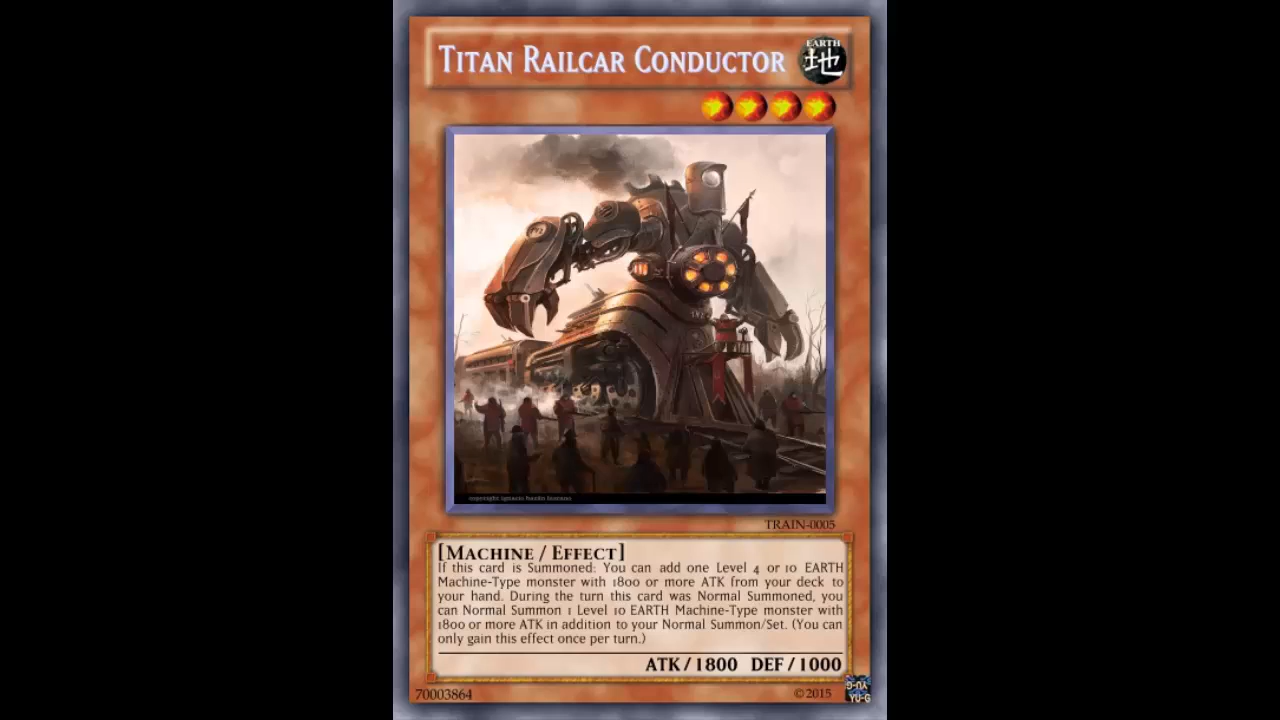 TITAN RAILCAR CONDUCTOR
EARTH
地
TRAIN-0005
[MACHINE / EFFECT]
If this card is Summoned: You can add one Level 4 or 10 EARTH
Machine-Type monster with 1800 or more ATK from your deck to
your hand. During the turn this card was Normal Summoned, you
can Normal Summon 1 Level 10 EARTH Machine-Type monster with
1800 or more ATK in addition to your Normal Summon/Set. (You can
only gain this effect once per turn.)
ATK / 1800 DEF / 1000
70003864
©2015